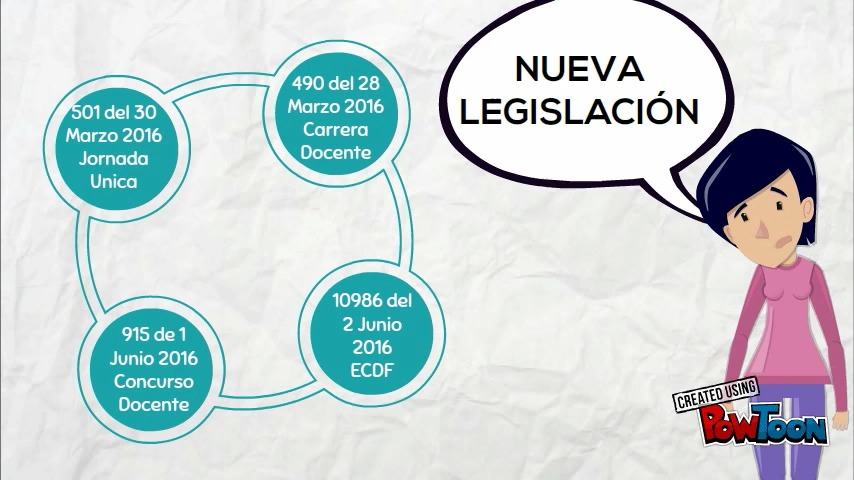 NUEVA
LEGISLACIÓN
501 del 30
Marzo 2016
Jornada
Unica
490 del 28
Marzo 2016
Carrera
Docente
915 de 1
Junio 2016
Concurso
Docente
10986 del
2 Junio
2016
ECDF
CREATED USING
POWTOON